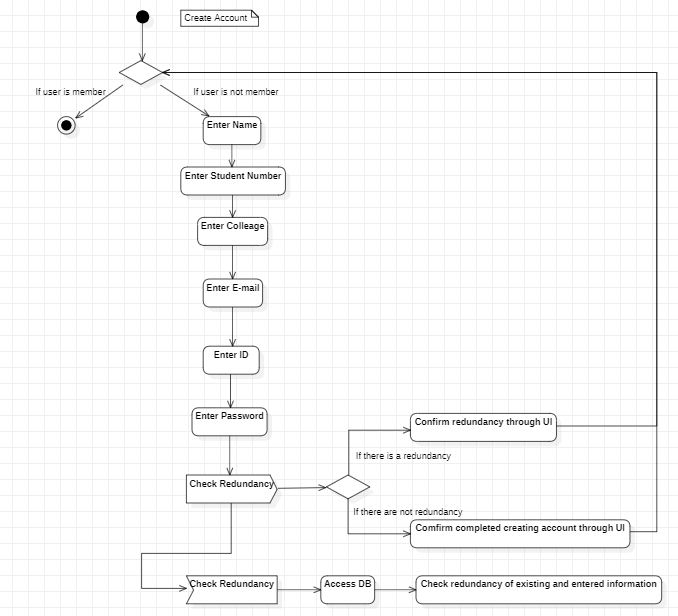 Create Account
If user is member
If user is not member
Enter Name
Enter Student Number
Enter Colleage
Enter E-mail
Enter ID
Enter Password
Confirm redundancy through UI
If there is a redundancy
Check Redundancy
If there are not redundancy
Comfirm completed creating account through UI
Check Redundancy
Access DB
Check redundancy of existing and entered information